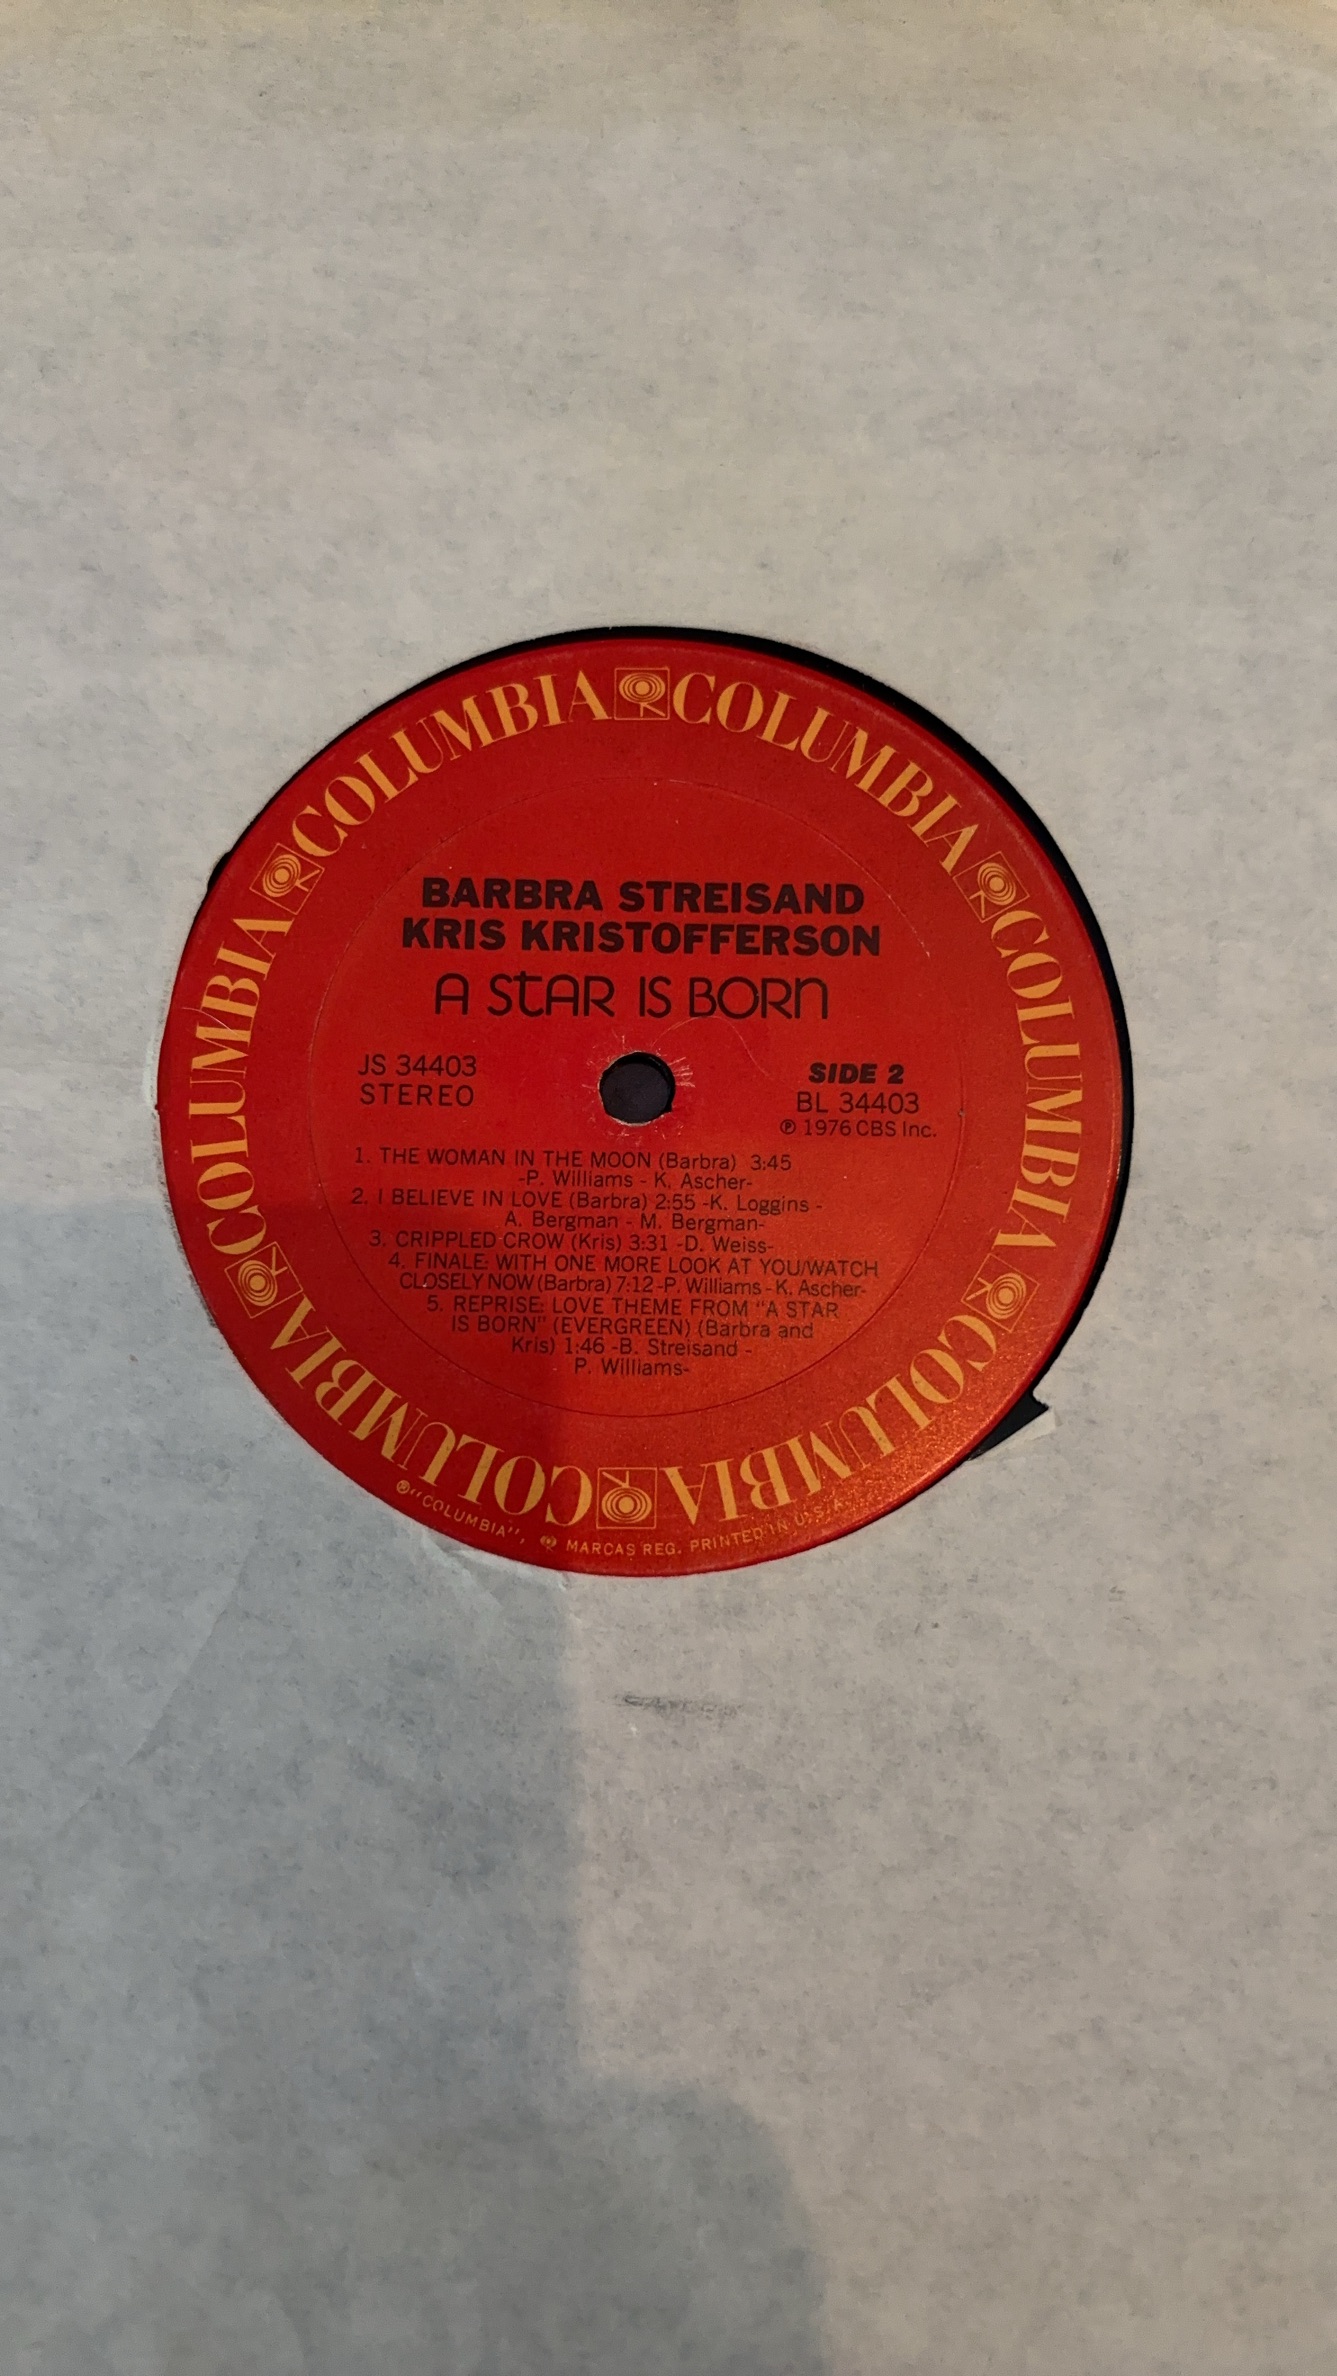 COLUMBIA COLUMBIA COLUMBIA COLUMBIA COLUMBIA COLUMBIA
BARBRA STREISAND
KRIS KRISTOFFERSON
A STAR IS BORN
JS 34403
STEREO
SIDE 2
BL 34403
℗ 1976 CBS Inc.
1. THE WOMAN IN THE MOON (Barbra) 3:45
-P. Williams - K. Ascher-
2. I BELIEVE IN LOVE (Barbra) 2:55 -K. Loggins -
A. Bergman - M. Bergman-
3. CRIPPLED CROW (Kris) 3:31 -D. Weiss-
4. FINALE: WITH ONE MORE LOOK AT YOU/WATCH
CLOSELY NOW (Barbra) 7:12 -P. Williams - K. Ascher-
5. REPRISE: LOVE THEME FROM "A STAR
IS BORN" (EVERGREEN) (Barbra and
Kris) 1:46 -B. Streisand -
P. Williams-
® "COLUMBIA", MARCAS REG. PRINTED IN U.S.A.